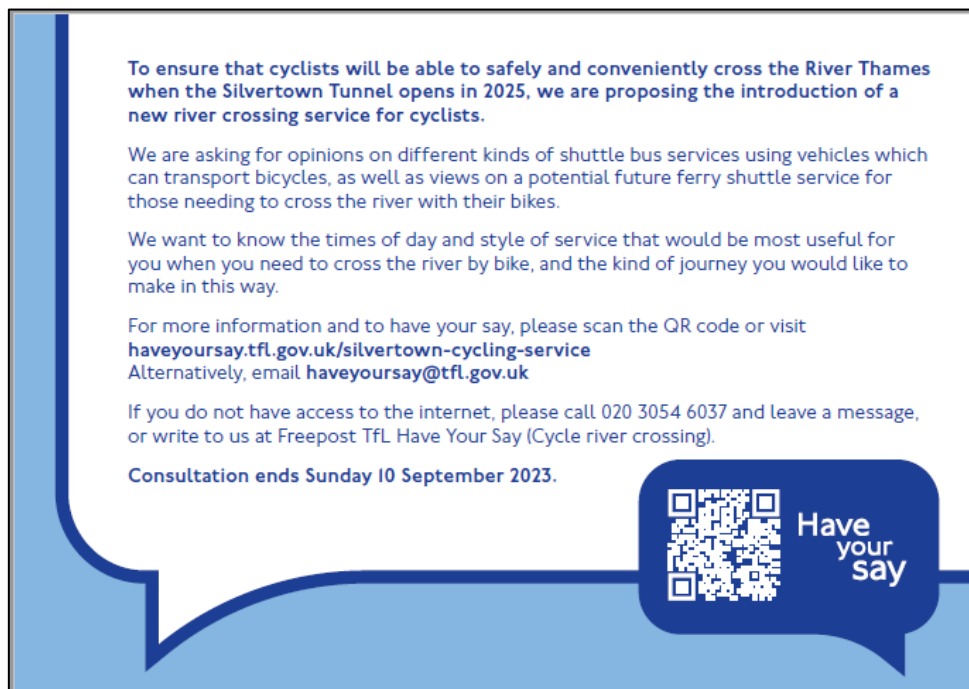 To ensure that cyclists will be able to safely and conveniently cross the River Thames
when the Silvertown Tunnel opens in 2025, we are proposing the introduction of a
new river crossing service for cyclists.
We are asking for opinions on different kinds of shuttle bus services using vehicles which
can transport bicycles, as well as views on a potential future ferry shuttle service for
those needing to cross the river with their bikes.
We want to know the times of day and style of service that would be most useful for
you when you need to cross the river by bike, and the kind of journey you would like to
make in this way.
For more information and to have your say, please scan the QR code or visit
haveyoursay.tfl.gov.uk/silvertown-cycling-service
Alternatively, email haveyoursay@tfl.gov.uk
If you do not have access to the internet, please call 020 3054 6037 and leave a message,
or write to us at Freepost TfL Have Your Say (Cycle river crossing).
Consultation ends Sunday 10 September 2023.
Have
your
say